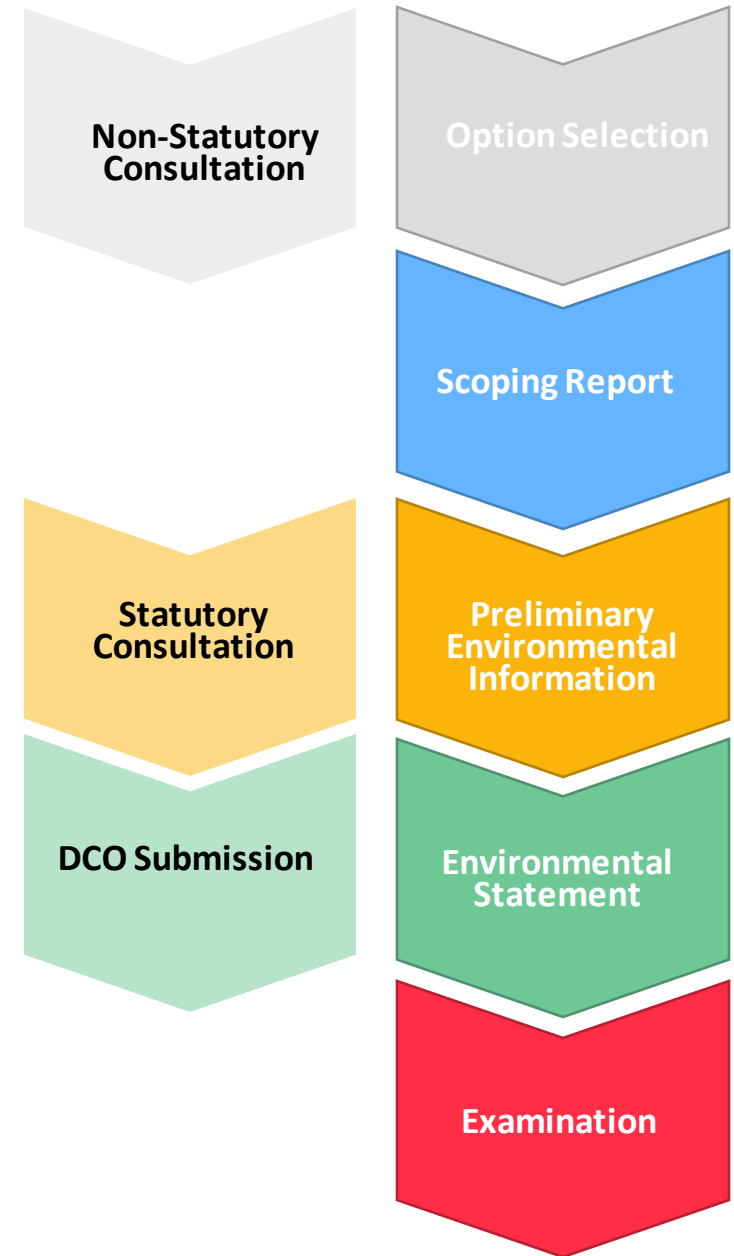 Non-Statutory
Consultation
Option Selection
Scoping Report
Statutory
Consultation
Preliminary
Environmental
Information
DCO Submission
Environmental
Statement
Examination